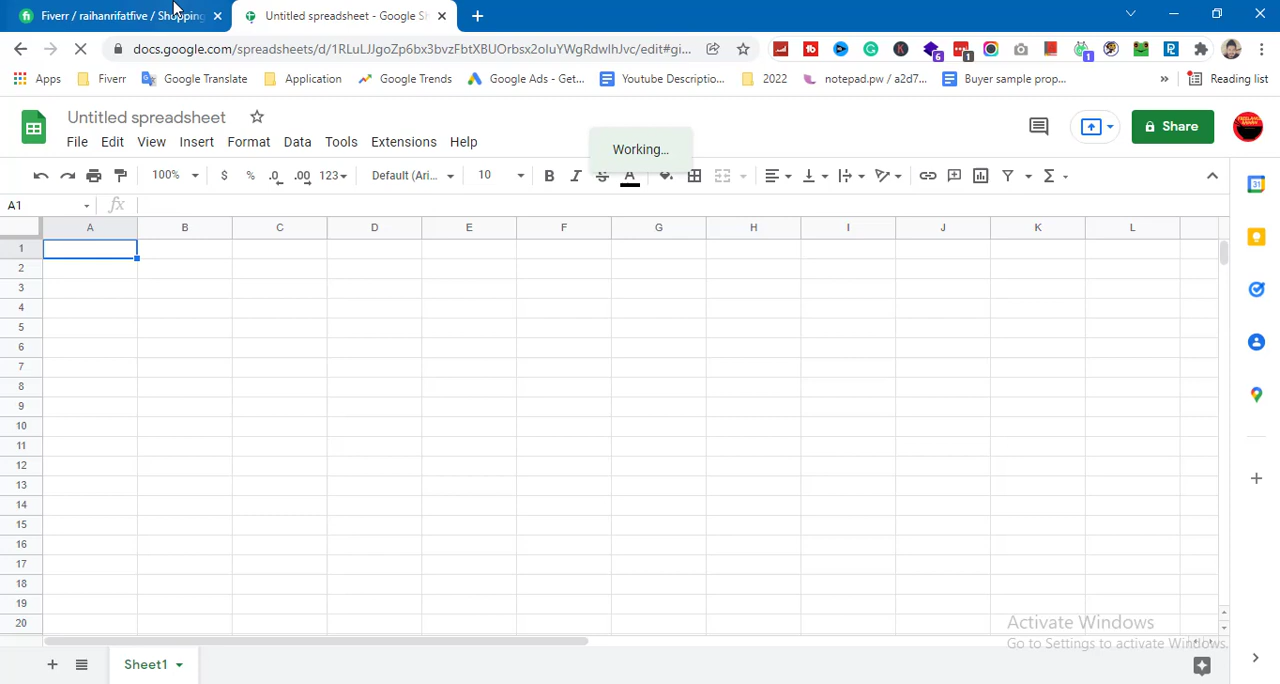 Fiverr / raihanrifatfive / Shopping
Untitled spreadsheet - Google Sh
docs.google.com/spreadsheets/d/1RLuLJJgoZp6bx3bvzFbtXBUOrbsx2oIuYWgRdwlhJvc/edit#gi...
Apps
Fiverr
Google Translate
Application
Google Trends
Google Ads - Get...
Youtube Description...
2022
notepad.pw / a2d7...
Buyer sample prop...
»
Reading list
Untitled spreadsheet
File Edit View Insert Format Data Tools Extensions Help
Working...
Share
100% $ % .0 .00 123 Default (Ari... 10 B I S A
A1 fx
A B C D E F G H I J K L
1
2
3
4
5
6
7
8
9
10
11
12
13
14
15
16
17
18
19
20
Activate Windows
Go to Settings to activate Windows.
Sheet1